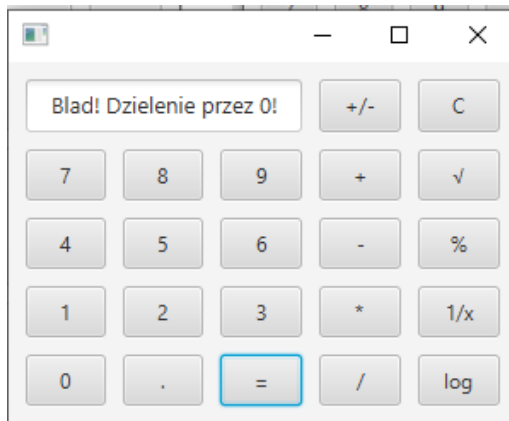 Blad! Dzielenie przez 0! +/- C
7 8 9 + √
4 5 6 - %
1 2 3 * 1/x
0 . = / log